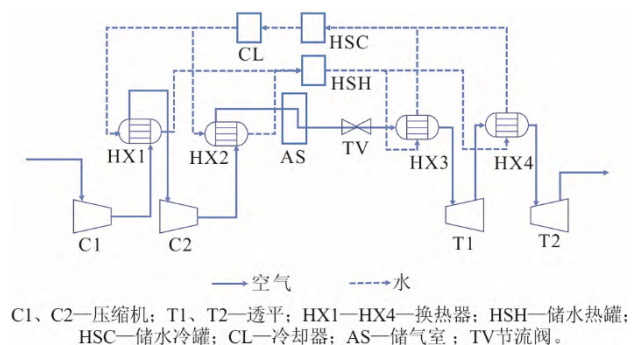 HSC
CL
HSH
HX1
HX2
AS
TV
HX3
HX4
C1
C2
T1
T2
空气
水
C1、C2—压缩机；T1、T2—透平；HX1—HX4—换热器；HSH—储水热罐；
HSC—储水冷罐；CL—冷却器；AS—储气室；TV节流阀。